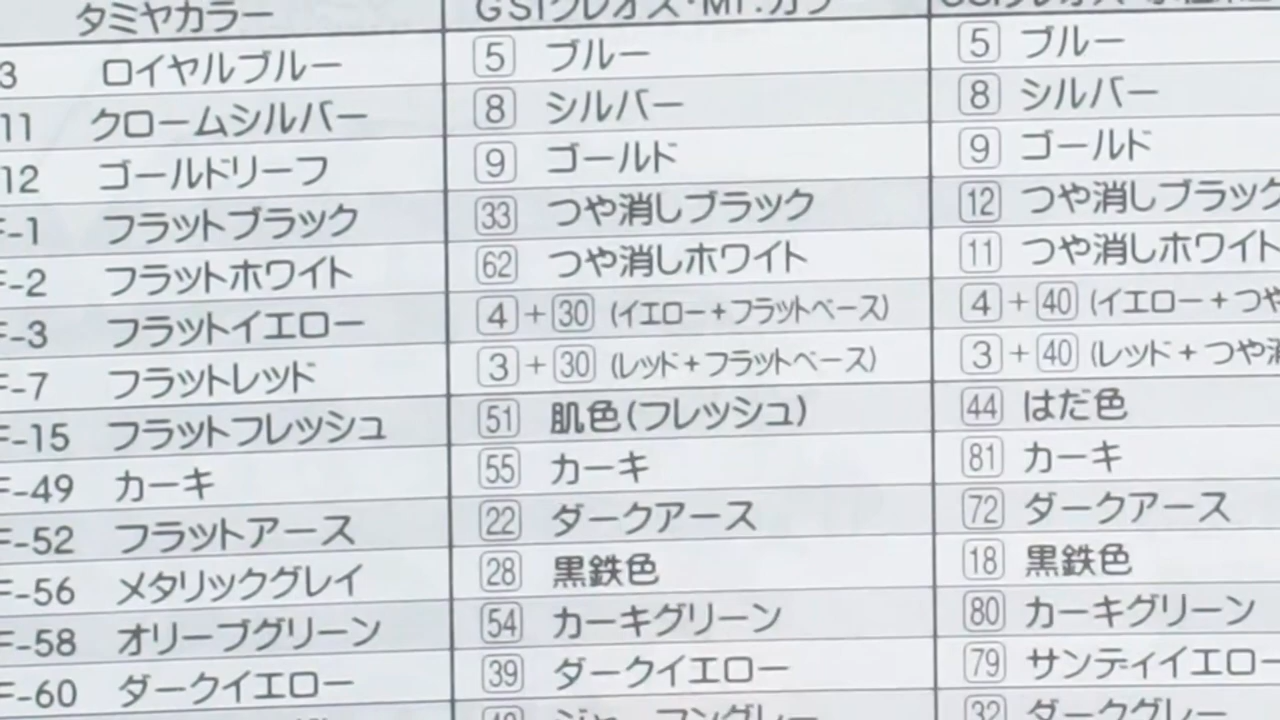 タミヤカラー GSIクレオス・Mr.カラ
3 ロイヤルブルー 5 ブルー 5 ブルー
11 クロームシルバー 8 シルバー 8 シルバー
12 ゴールドリーフ 9 ゴールド 9 ゴールド
F-1 フラットブラック 33 つや消しブラック 12 つや消しブラック
F-2 フラットホワイト 62 つや消しホワイト 11 つや消しホワイト
F-3 フラットイエロー 4+30 (イエロー+フラットベース) 4+40 (イエロー+つや
F-7 フラットレッド 3+30 (レッド+フラットベース) 3+40 (レッド+つや消
F-15 フラットフレッシュ 51 肌色(フレッシュ) 44 はだ色
F-49 カーキ 55 カーキ 81 カーキ
F-52 フラットアース 22 ダークアース 72 ダークアース
F-56 メタリックグレイ 28 黒鉄色 18 黒鉄色
F-58 オリーブグリーン 54 カーキグリーン 80 カーキグリーン
F-60 ダークイエロー 39 ダークイエロー 79 サンディイエロー
32 ダークグレー